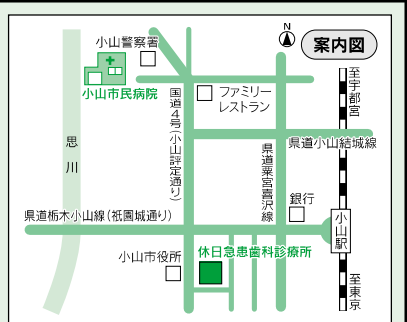 N
案内図
小山警察署
小山市民病院
ファミリー
レストラン
至宇都宮
国道4号(小山評定通り)
思川
県道小山結城線
県道粟宮喜沢線
銀行
県道栃木小山線(祇園城通り)
小山駅
小山市役所
休日急患歯科診療所
至東京